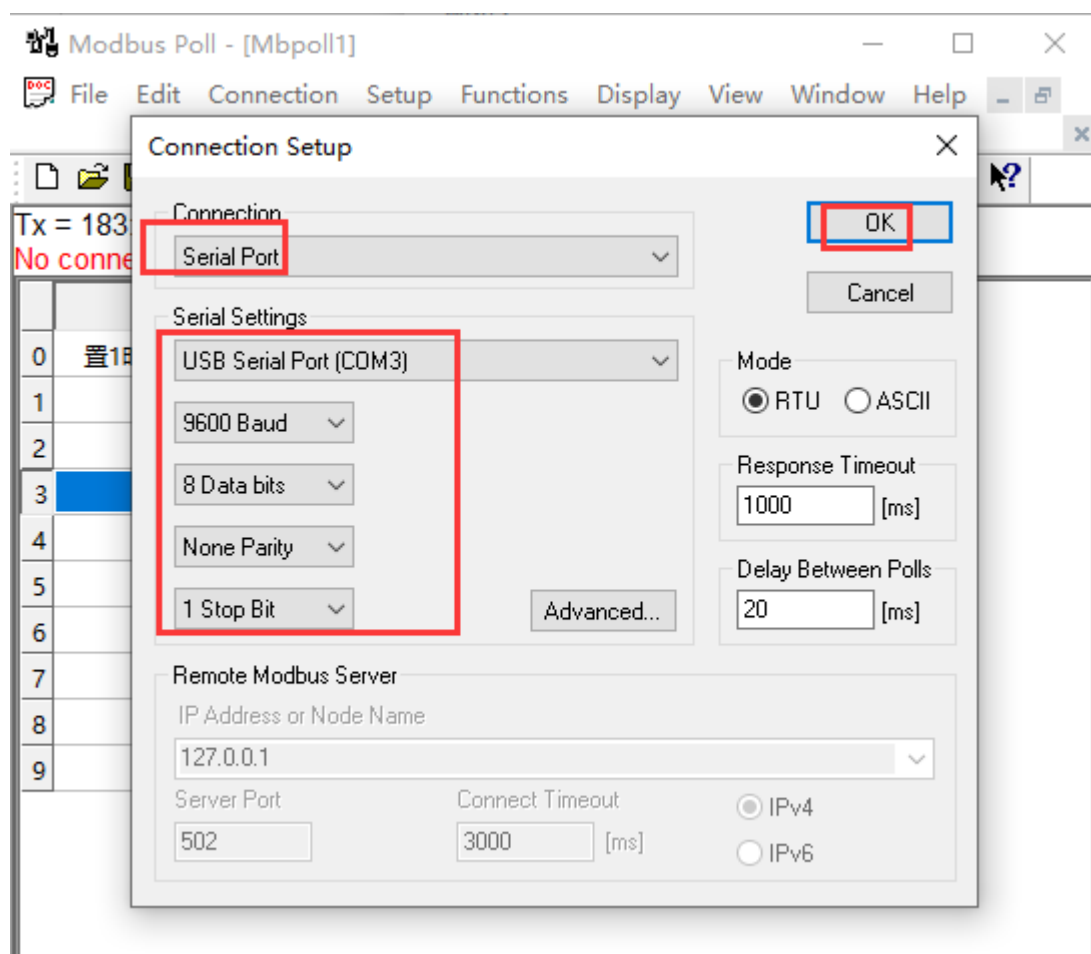 Modbus Poll - [Mbpoll1]
File Edit Connection Setup Functions Display View Window Help
Connection Setup
Tx = 183
No conne
Connection
Serial Port
OK
Cancel
Serial Settings
USB Serial Port (COM3)
9600 Baud
8 Data bits
None Parity
1 Stop Bit
Advanced...
Mode
RTU
ASCII
Response Timeout
1000 [ms]
Delay Between Polls
20 [ms]
Remote Modbus Server
IP Address or Node Name
127.0.0.1
Server Port
502
Connect Timeout
3000 [ms]
IPv4
IPv6
0 置1
1
2
3
4
5
6
7
8
9